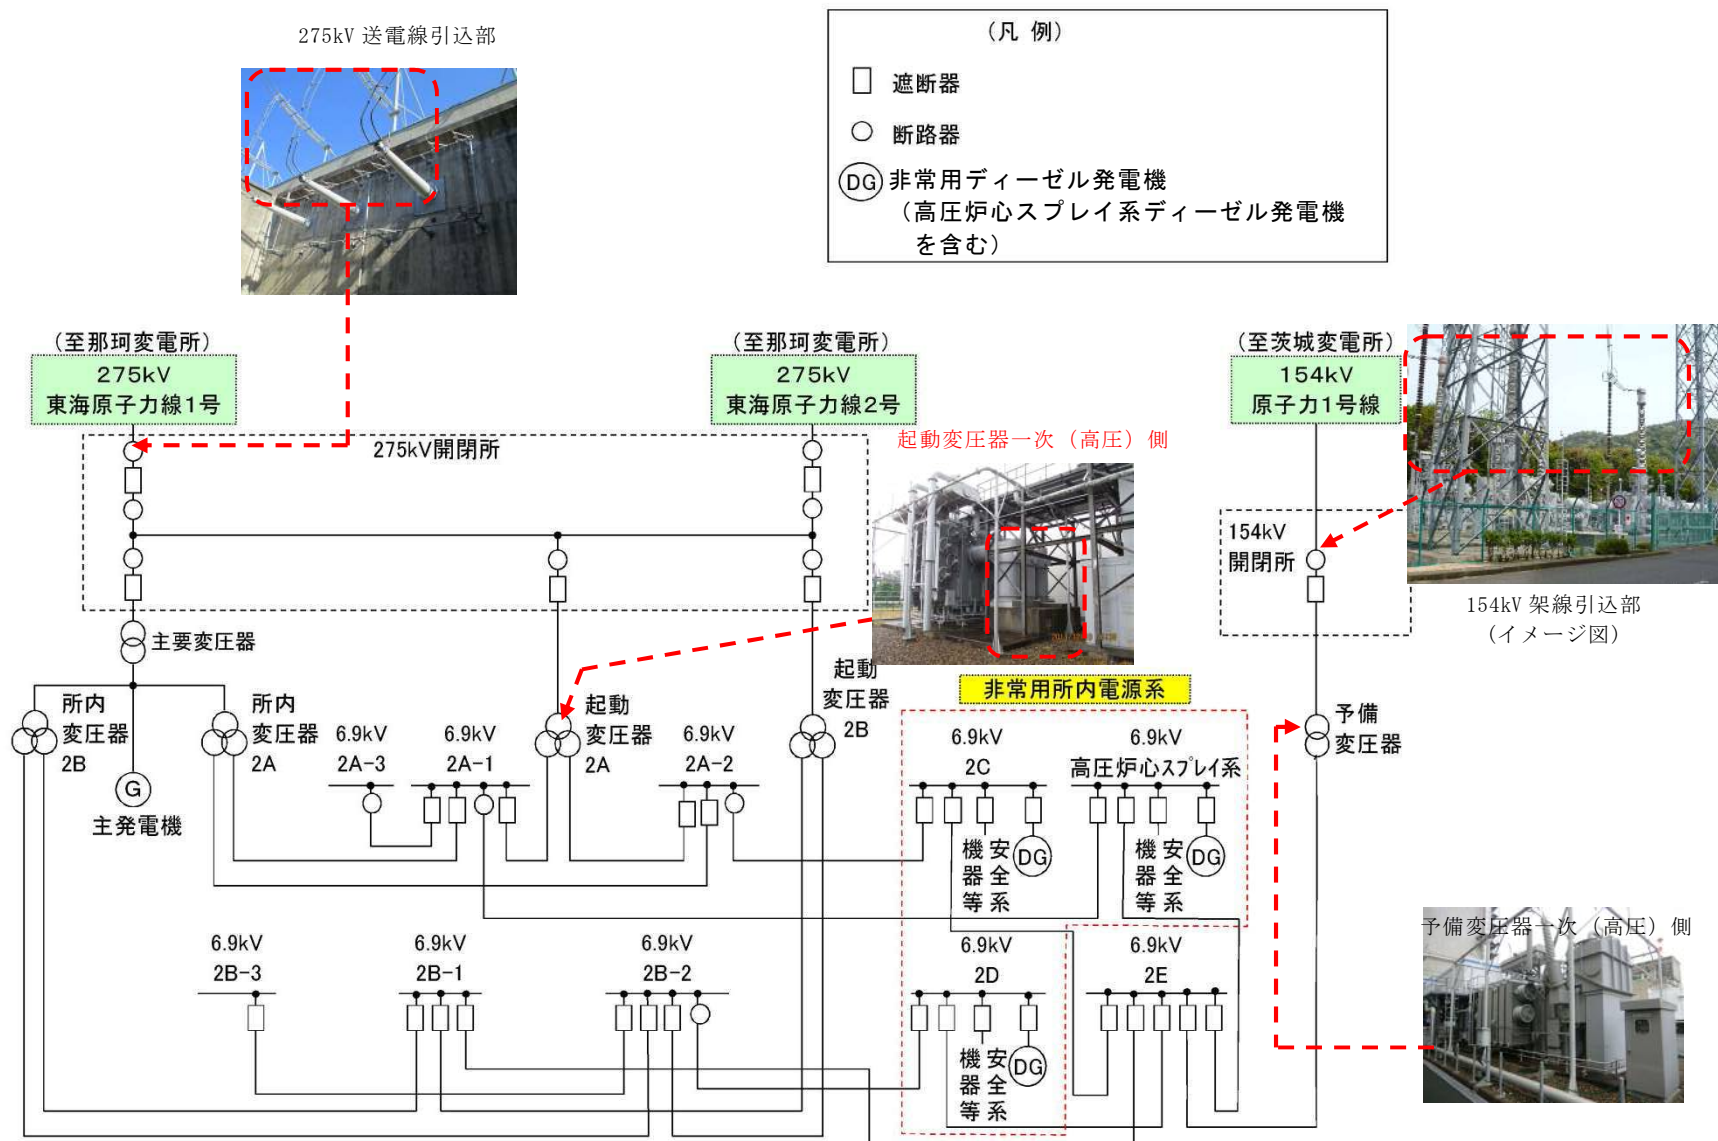 275kV 送電線引込部
(凡 例)
遮断器
断路器
DG 非常用ディーゼル発電機
(高圧炉心スプレイ系ディーゼル発電機
を含む)
(至那珂変電所)
275kV
東海原子力線1号
(至那珂変電所)
275kV
東海原子力線2号
(至茨城変電所)
154kV
原子力1号線
275kV開閉所
起動変圧器一次(高圧)側
154kV
開閉所
154kV 架線引込部
(イメージ図)
主要変圧器
所内
変圧器
2B
所内
変圧器
2A
G
主発電機
起動
変圧器
2A
起動
変圧器
2B
非常用所内電源系
予備
変圧器
6.9kV
2A-3
6.9kV
2A-1
6.9kV
2A-2
6.9kV
2C
6.9kV
高圧炉心スプレイ系
安全系
機器等
DG
安全系
機器等
DG
6.9kV
2B-3
6.9kV
2B-1
6.9kV
2B-2
6.9kV
2D
6.9kV
2E
安全系
機器等
DG
予備変圧器一次(高圧)側